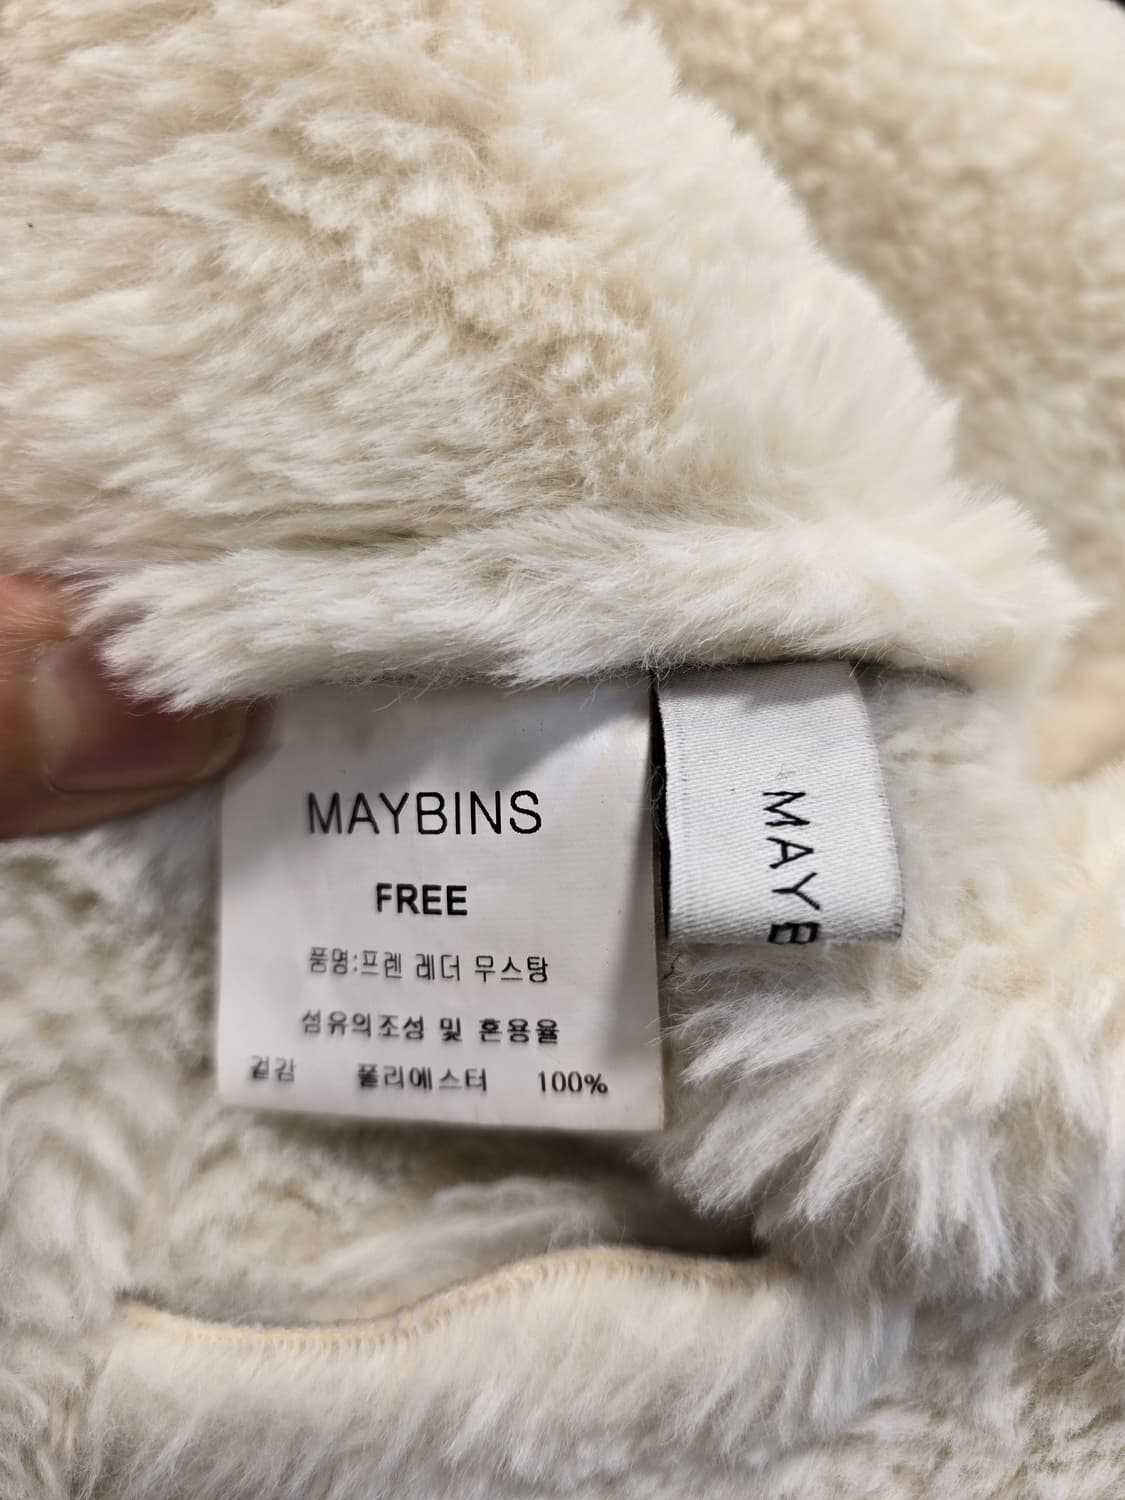 MAYBINS
FREE
품명:프렌 레더 무스탕
섬유의조성 및 혼용율
겉감 폴리에스터 100%
MAYB